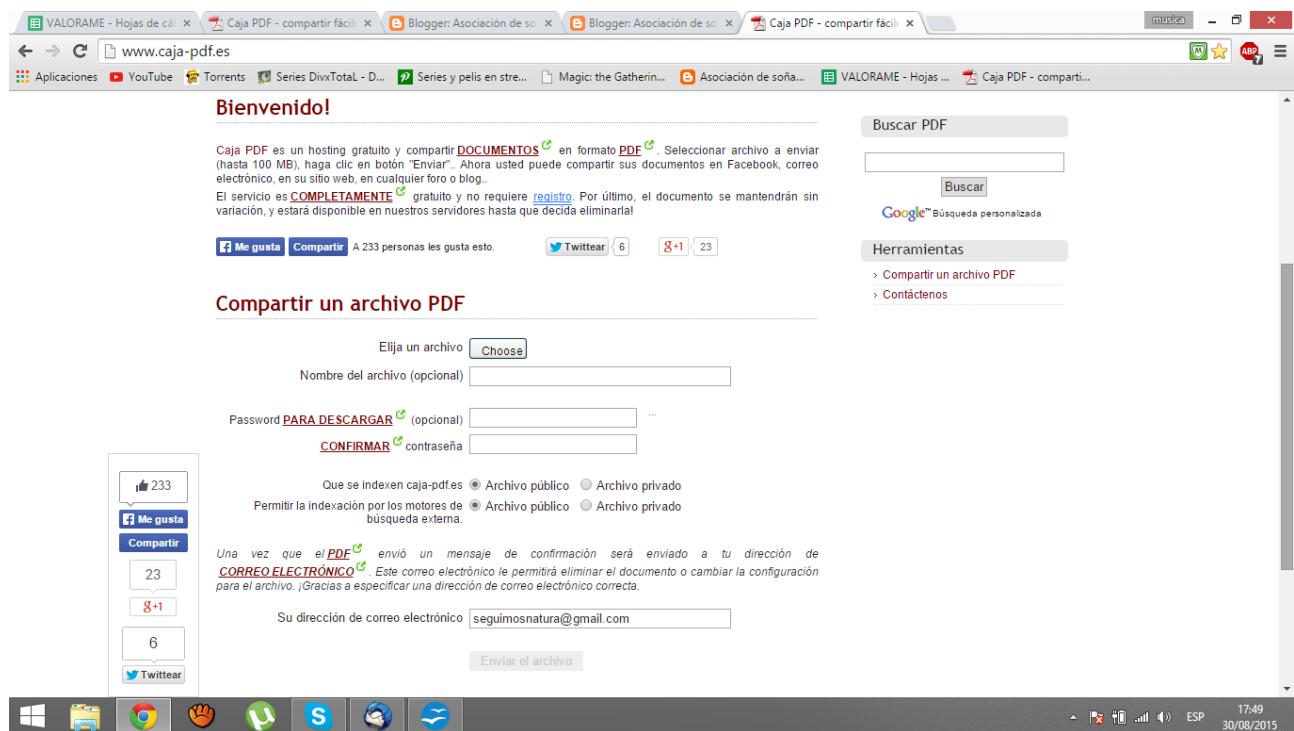 VALORAME - Hojas de cál
Caja PDF - compartir fácil
Blogger: Asociación de so
Blogger: Asociación de so
Caja PDF - compartir fácil
musica
www.caja-pdf.es
ABP
7
Aplicaciones
YouTube
Torrents
Series DivxTotaL - D...
Series y pelis en stre...
Magic: the Gatherin...
Asociación de soña...
VALORAME - Hojas ...
Caja PDF - comparti...
Bienvenido!
Caja PDF es un hosting gratuito y compartir DOCUMENTOS en formato PDF. Seleccionar archivo a enviar
(hasta 100 MB), haga clic en botón "Enviar".. Ahora usted puede compartir sus documentos en Facebook, correo
electrónico, en su sitio web, en cualquier foro o blog..
El servicio es COMPLETAMENTE gratuito y no requiere registro. Por último, el documento se mantendrán sin
variación, y estará disponible en nuestros servidores hasta que decida eliminarla!
Me gusta Compartir A 233 personas les gusta esto.
Twittear 6
g+1 23
Compartir un archivo PDF
Elija un archivo Choose
Nombre del archivo (opcional)
Password PARA DESCARGAR (opcional) ...
CONFIRMAR contraseña
Que se indexen caja-pdf.es Archivo público Archivo privado
Permitir la indexación por los motores de Archivo público Archivo privado
búsqueda externa.
Una vez que el PDF envió un mensaje de confirmación será enviado a tu dirección de
CORREO ELECTRÓNICO. Este correo electrónico le permitirá eliminar el documento o cambiar la configuración
para el archivo. ¡Gracias a especificar una dirección de correo electrónico correcta.
Su dirección de correo electrónico seguimosnatura@gmail.com
Enviar el archivo
233
Me gusta
Compartir
23
g+1
6
Twittear
Buscar PDF
Buscar
Google™ Búsqueda personalizada
Herramientas
› Compartir un archivo PDF
› Contáctenos
ESP
17:49
30/08/2015